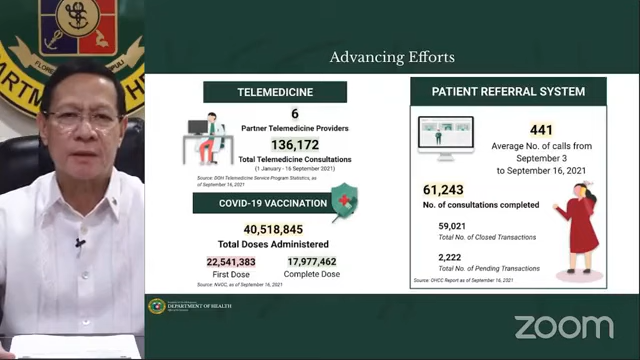 Advancing Efforts
TELEMEDICINE
6
Partner Telemedicine Providers
136,172
Total Telemedicine Consultations
(1 January - 16 September 2021)
Source: DOH Telemedicine Service Program Statistics, as
of September 16, 2021
COVID-19 VACCINATION
40,518,845
Total Doses Administered
22,541,383
First Dose
17,977,462
Complete Dose
Source: NVOC, as of September 16, 2021
PATIENT REFERRAL SYSTEM
441
Average No. of calls from
September 3
to September 16, 2021
61,243
No. of consultations completed
59,021
Total No. of Closed Transactions
2,222
Total No. of Pending Transactions
Source: OHCC Report as of September 16, 2021
DEPARTMENT OF HEALTH
zoom